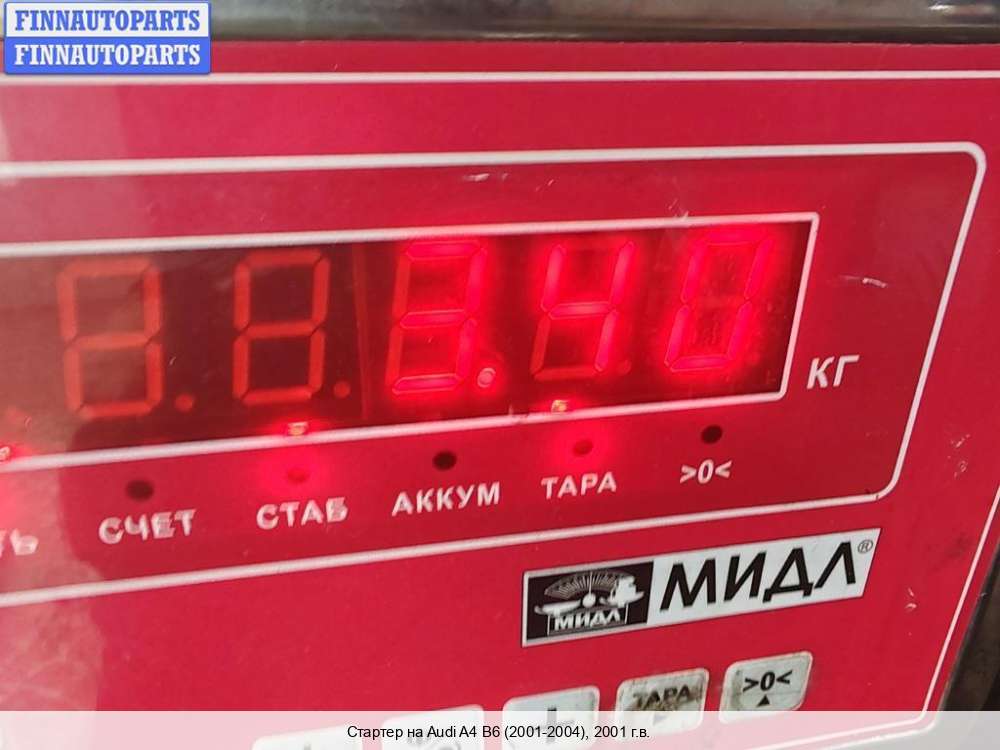 FINNAUTOPARTS
FINNAUTOPARTS
3.40
КГ
СЧЕТ
СТАБ
АККУМ
ТАРА
>0<
МИДЛ
МИДЛ®
ТАРА
>0<
Стартер на Audi A4 B6 (2001-2004), 2001 г.в.